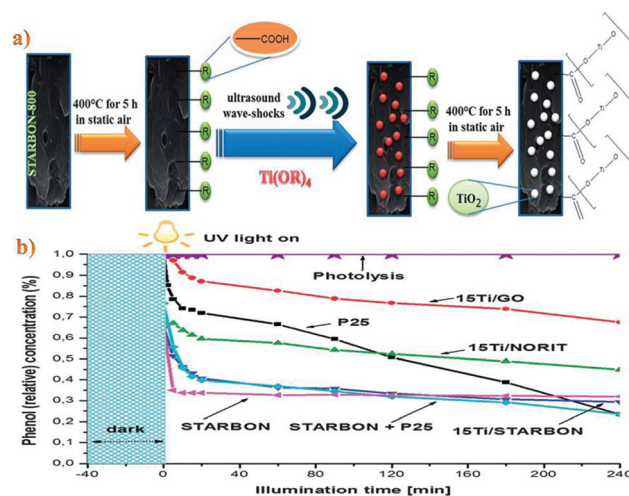 a)
STARBON-800
400°C for 5 h
in static air
COOH
R
R
R
R
R
ultrasound
wave-shocks
Ti(OR)4
R
R
R
R
R
400°C for 5 h
in static air
TiO2
O
Ti
O
C
O
O
Ti
O
C
O
O
Ti
O
C
O
b)
UV light on
Phenol (relative) concentration (%)
1,0
0,9
0,8
0,7
0,6
0,5
0,4
0,3
0,2
0,1
0,0
Photolysis
15Ti/GO
P25
15Ti/NORIT
STARBON
STARBON + P25
15Ti/STARBON
dark
-40 0 40 80 120 160 200 240
Illumination time [min]